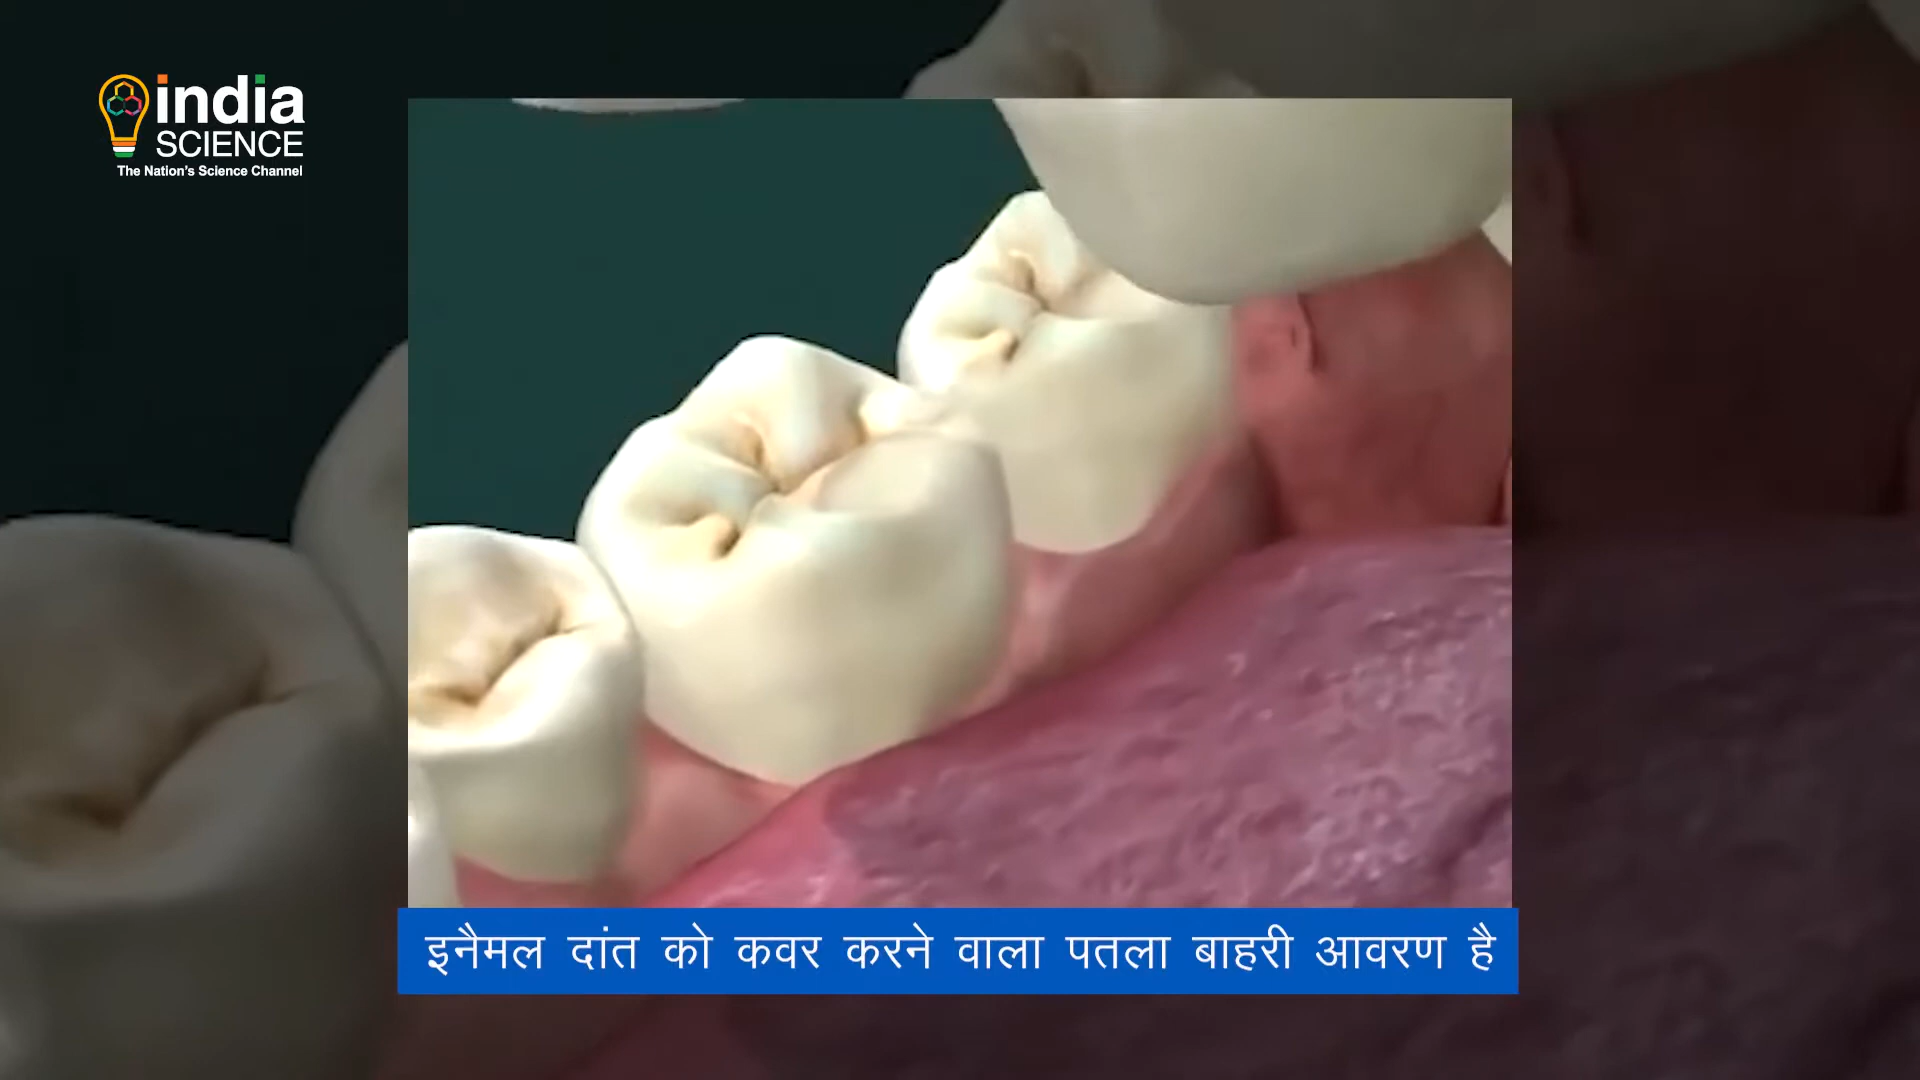 india
SCIENCE
The Nation's Science Channel
इनैमल दांत को कवर करने वाला पतला बाहरी आवरण है